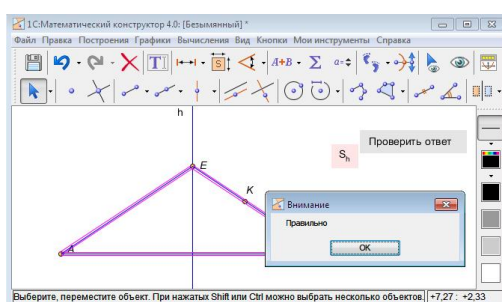 1С:Математический конструктор 4.0: [Безымянный] *
Файл Правка Построения Графики Вычисления Вид Кнопки Мои инструменты Справка
T S A+B Σ α=
h
Проверить ответ
Sh
E
K
A
Внимание
Правильно
OK
Выберите, переместите объект. При нажатых Shift или Ctrl можно выбрать несколько объектов. +7,27 : +2,33